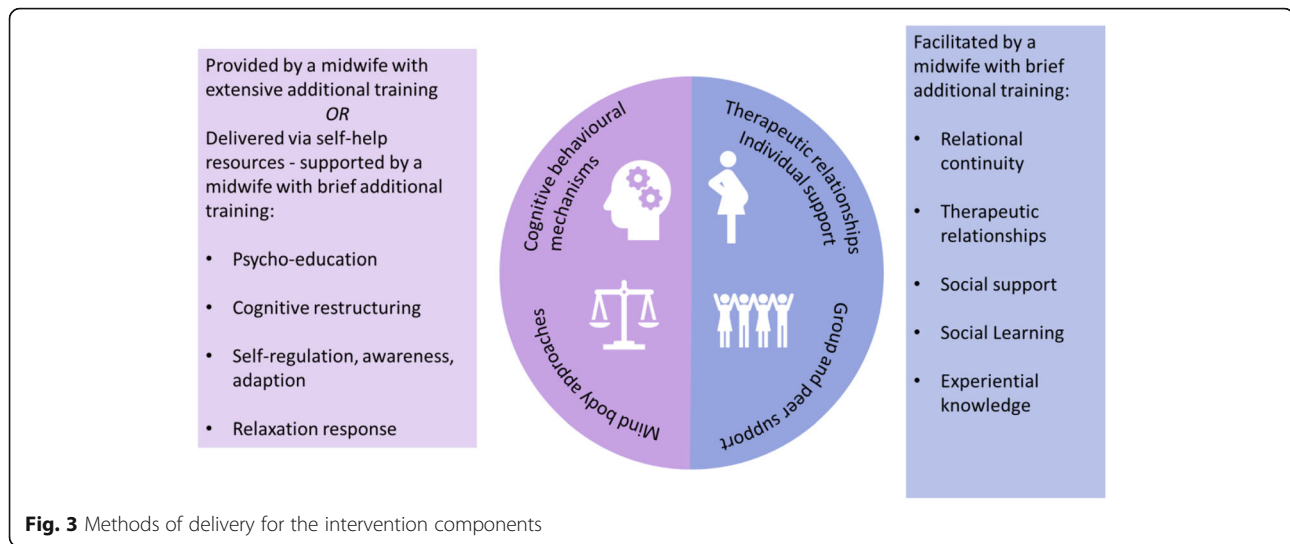 Provided by a midwife with
extensive additional training
OR
Delivered via self-help
resources - supported by a
midwife with brief additional
training:
• Psycho-education
• Cognitive restructuring
• Self-regulation, awareness,
adaption
• Relaxation response
Cognitive behavioural
mechanisms
Therapeutic relationships
Individual support
Mind body approaches
Group and peer support
Facilitated by a
midwife with brief
additional training:
• Relational
continuity
• Therapeutic
relationships
• Social support
• Social Learning
• Experiential
knowledge
Fig. 3 Methods of delivery for the intervention components